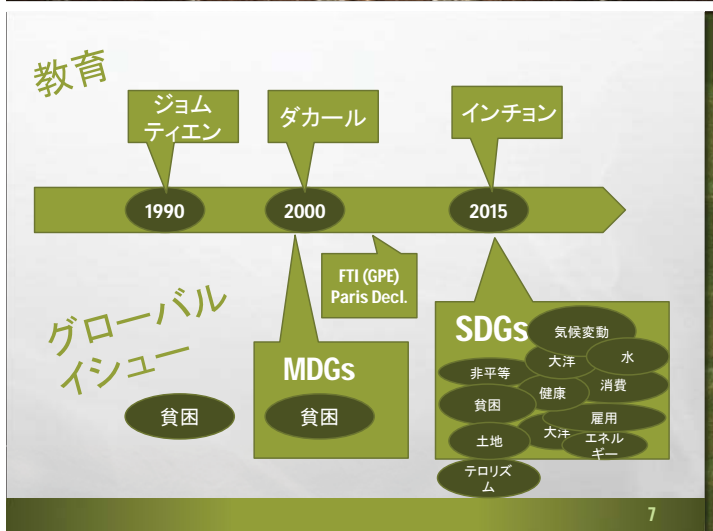 教育
ジョム
ティエン
ダカール
インチョン
1990
2000
2015
FTI (GPE)
Paris Decl.
グローバル
イシュー
貧困
MDGs
貧困
SDGs
気候変動
大洋
水
非平等
健康
消費
貧困
雇用
土地
大洋
エネル
ギー
テロリズ
ム
7